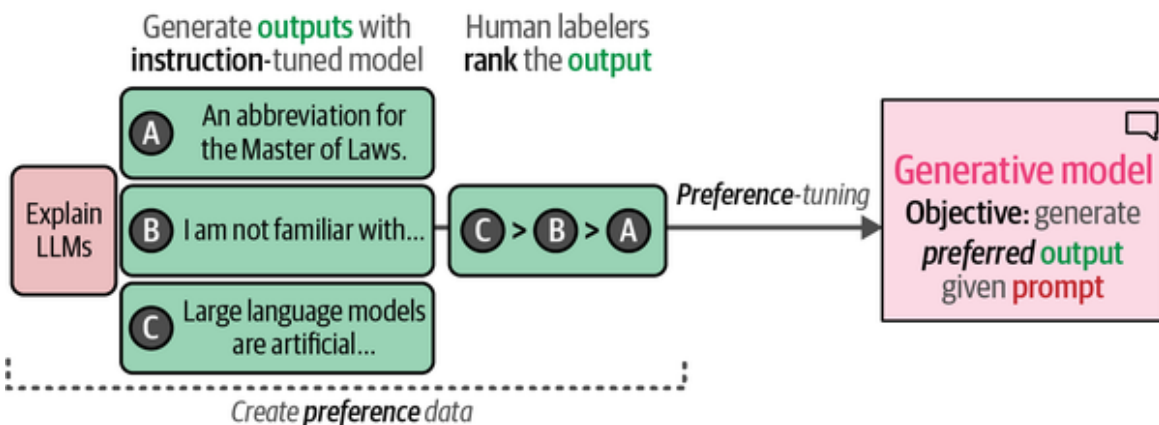 Generate outputs with
instruction-tuned model
Human labelers
rank the output
Explain
LLMs
A
An abbreviation for
the Master of Laws.
B
I am not familiar with...
C
Large language models
are artificial...
C > B > A
Preference-tuning
Generative model
Objective: generate
preferred output
given prompt
Create preference data